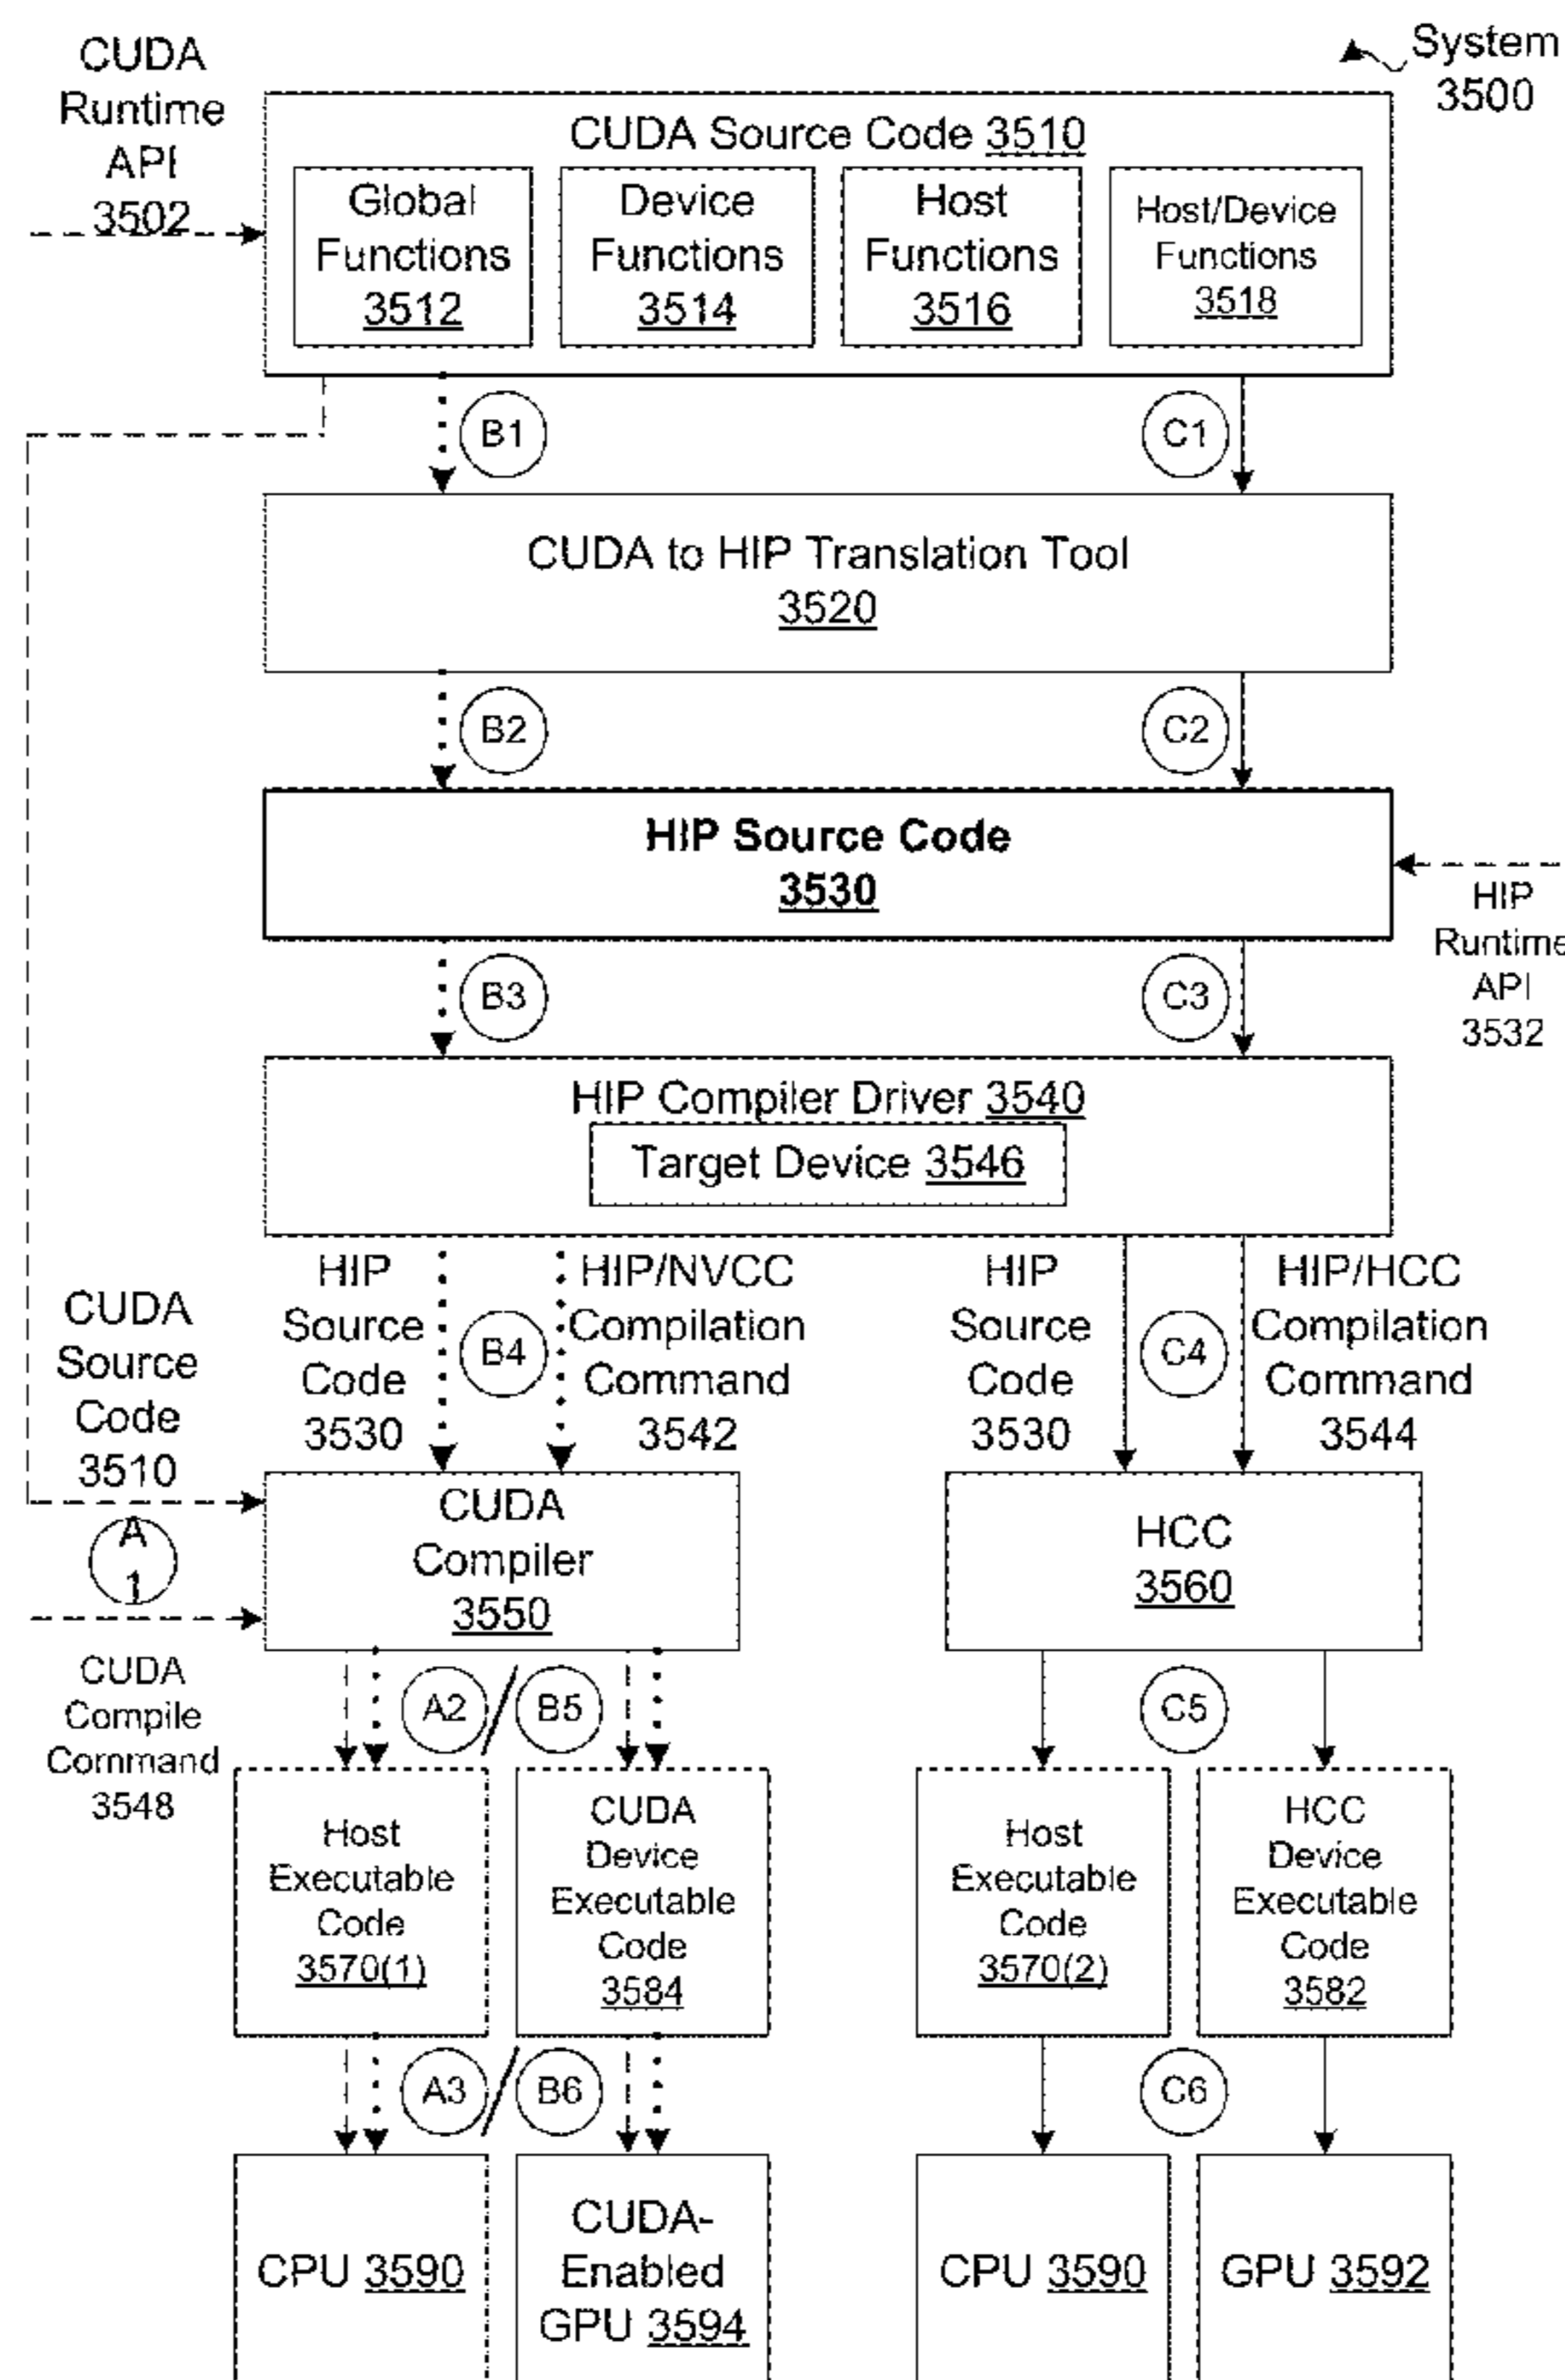 System
3500
CUDA
Runtime
API
3502
CUDA Source Code 3510
Global
Functions
3512
Device
Functions
3514
Host
Functions
3516
Host/Device
Functions
3518
B1
C1
CUDA to HIP Translation Tool
3520
B2
C2
HIP Source Code
3530
HIP
Runtime
API
3532
B3
C3
HIP Compiler Driver 3540
Target Device 3546
HIP
Source
Code
3530
B4
HIP/NVCC
Compilation
Command
3542
HIP
Source
Code
3530
C4
HIP/HCC
Compilation
Command
3544
CUDA
Source
Code
3510
A
1
CUDA
Compile
Command
3548
CUDA
Compiler
3550
HCC
3560
A2 / B5
C5
Host
Executable
Code
3570(1)
CUDA
Device
Executable
Code
3584
Host
Executable
Code
3570(2)
HCC
Device
Executable
Code
3582
A3 / B6
C6
CPU 3590
CUDA-
Enabled
GPU 3594
CPU 3590
GPU 3592